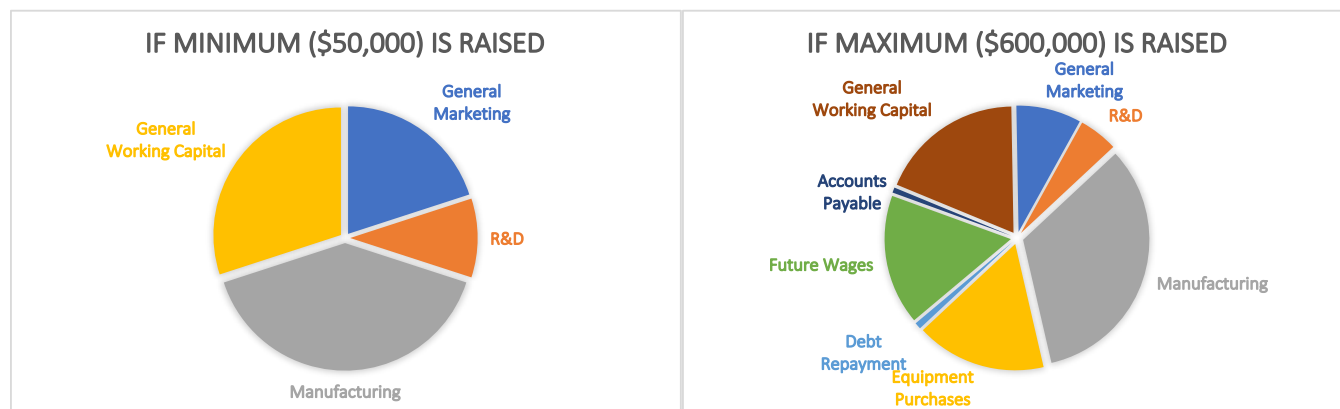 IF MINIMUM ($50,000) IS RAISED
General
Marketing
General
Working Capital
R&D
Manufacturing
IF MAXIMUM ($600,000) IS RAISED
General
Marketing
General
Working Capital
R&D
Accounts
Payable
Future Wages
Manufacturing
Debt
Repayment
Equipment
Purchases